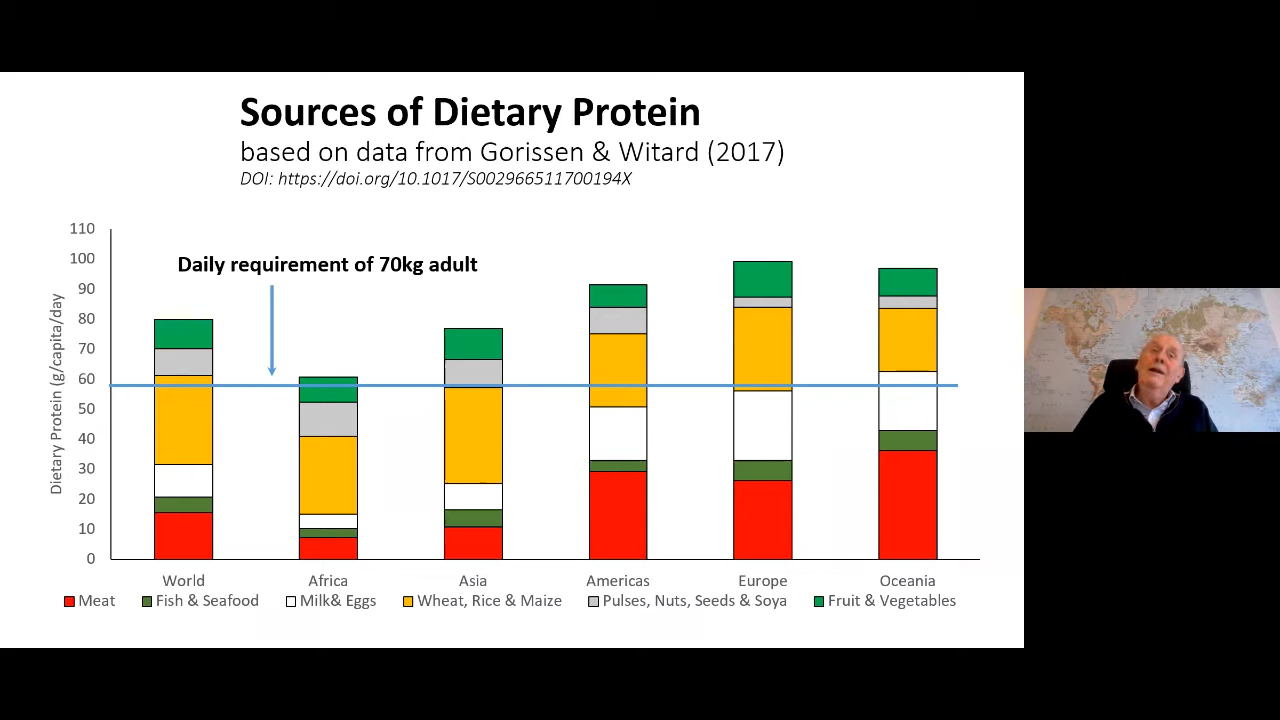 Sources of Dietary Protein
based on data from Gorissen & Witard (2017)
DOI: https://doi.org/10.1017/S002966511700194X
Daily requirement of 70kg adult
Dietary Protein (g/capita/day
110
100
90
80
70
60
50
40
30
20
10
0
World Africa Asia Americas Europe Oceania
Meat Fish & Seafood Milk& Eggs Wheat, Rice & Maize Pulses, Nuts, Seeds & Soya Fruit & Vegetables